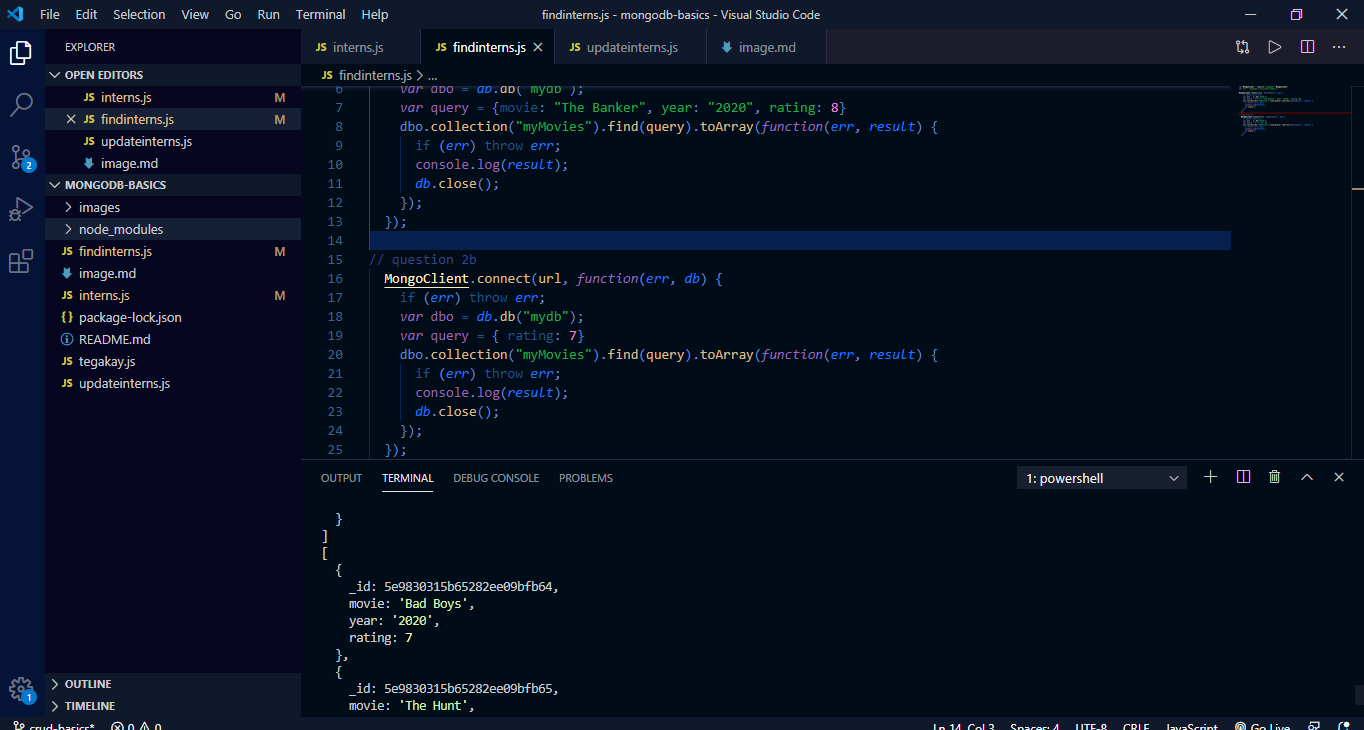 File Edit Selection View Go Run Terminal Help
findinterns.js - mongodb-basics - Visual Studio Code
EXPLORER
OPEN EDITORS
JS interns.js M
JS findinterns.js M
JS updateinterns.js
image.md
MONGODB-BASICS
images
node_modules
JS findinterns.js M
image.md
JS interns.js M
{} package-lock.json
README.md
JS tegakay.js
JS updateinterns.js
OUTLINE
TIMELINE
2
1
JS interns.js
JS findinterns.js
JS updateinterns.js
image.md
JS findinterns.js > ...
6 var dbo = db.db("mydb");
7 var query = {movie: "The Banker", year: "2020", rating: 8}
8 dbo.collection("myMovies").find(query).toArray(function(err, result) {
9 if (err) throw err;
10 console.log(result);
11 db.close();
12 });
13 });
14
15 // question 2b
16 MongoClient.connect(url, function(err, db) {
17 if (err) throw err;
18 var dbo = db.db("mydb");
19 var query = { rating: 7}
20 dbo.collection("myMovies").find(query).toArray(function(err, result) {
21 if (err) throw err;
22 console.log(result);
23 db.close();
24 });
25 });
OUTPUT TERMINAL DEBUG CONSOLE PROBLEMS
1: powershell
}
]
[
{
_id: 5e9830315b65282ee09bfb64,
movie: 'Bad Boys',
year: '2020',
rating: 7
},
{
_id: 5e9830315b65282ee09bfb65,
movie: 'The Hunt',
crud-basics* 0 0
Ln 14, Col 3 Spaces: 4 UTF-8 CRLF JavaScript Go Live